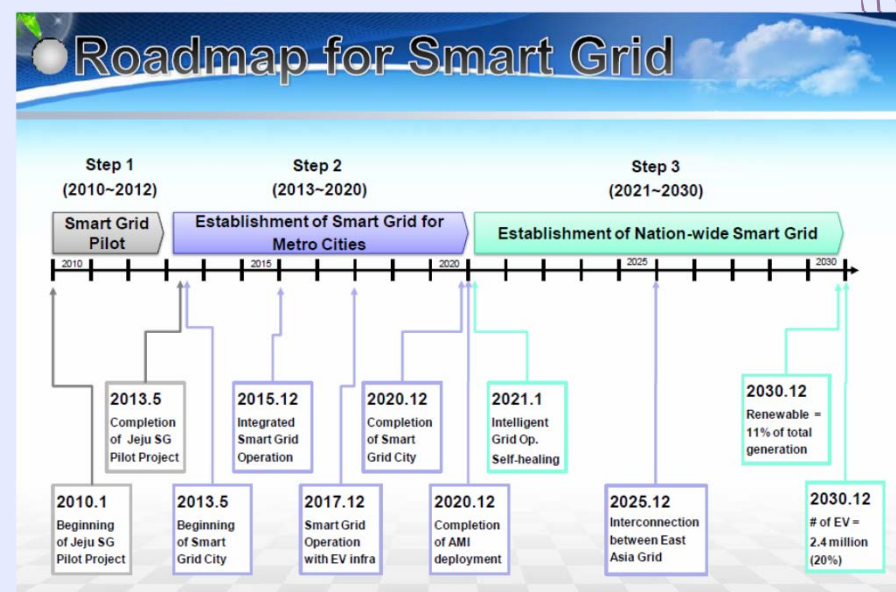 Roadmap for Smart Grid
Step 1
(2010~2012)
Step 2
(2013~2020)
Step 3
(2021~2030)
Smart Grid
Pilot
Establishment of Smart Grid for
Metro Cities
Establishment of Nation-wide Smart Grid
2010
2015
2020
2025
2030
2013.5
Completion
of Jeju SG
Pilot Project
2015.12
Integrated
Smart Grid
Operation
2020.12
Completion
of Smart
Grid City
2021.1
Intelligent
Grid Op.
Self-healing
2030.12
Renewable =
11% of total
generation
2010.1
Beginning
of Jeju SG
Pilot Project
2013.5
Beginning
of Smart
Grid City
2017.12
Smart Grid
Operation
with EV infra
2020.12
Completion
of AMI
deployment
2025.12
Interconnection
between East
Asia Grid
2030.12
# of EV =
2.4 million
(20%)